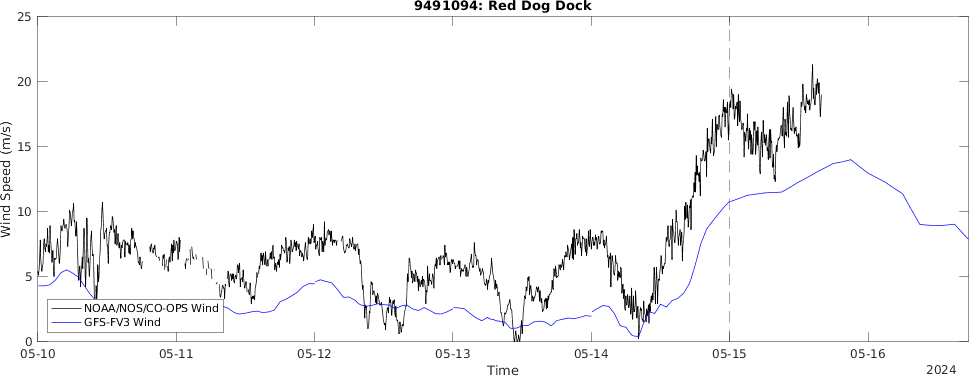 9491094: Red Dog Dock
25
20
15
10
5
0
Wind Speed (m/s)
NOAA/NOS/CO-OPS Wind
GFS-FV3 Wind
05-10 05-11 05-12 05-13 05-14 05-15 05-16
Time
2024